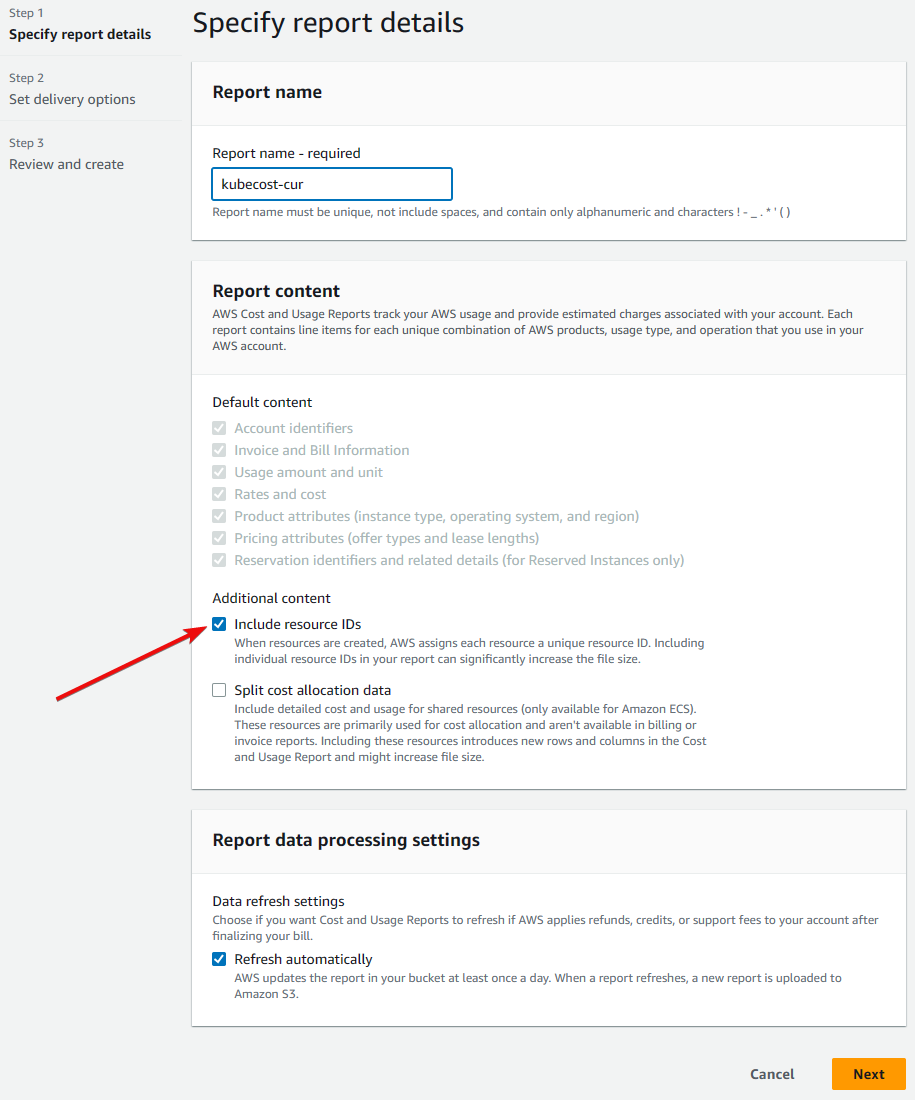 Step 1
Specify report details
Step 2
Set delivery options
Step 3
Review and create
Specify report details
Report name
Report name - required
kubecost-cur
Report name must be unique, not include spaces, and contain only alphanumeric and characters ! - _ . * ' ( )
Report content
AWS Cost and Usage Reports track your AWS usage and provide estimated charges associated with your account. Each
report contains line items for each unique combination of AWS products, usage type, and operation that you use in your
AWS account.
Default content
Account identifiers
Invoice and Bill Information
Usage amount and unit
Rates and cost
Product attributes (instance type, operating system, and region)
Pricing attributes (offer types and lease lengths)
Reservation identifiers and related details (for Reserved Instances only)
Additional content
Include resource IDs
When resources are created, AWS assigns each resource a unique resource ID. Including
individual resource IDs in your report can significantly increase the file size.
Split cost allocation data
Include detailed cost and usage for shared resources (only available for Amazon ECS).
These resources are primarily used for cost allocation and aren't available in billing or
invoice reports. Including these resources introduces new rows and columns in the Cost
and Usage Report and might increase file size.
Report data processing settings
Data refresh settings
Choose if you want Cost and Usage Reports to refresh if AWS applies refunds, credits, or support fees to your account after
finalizing your bill.
Refresh automatically
AWS updates the report in your bucket at least once a day. When a report refreshes, a new report is uploaded to
Amazon S3.
Cancel
Next